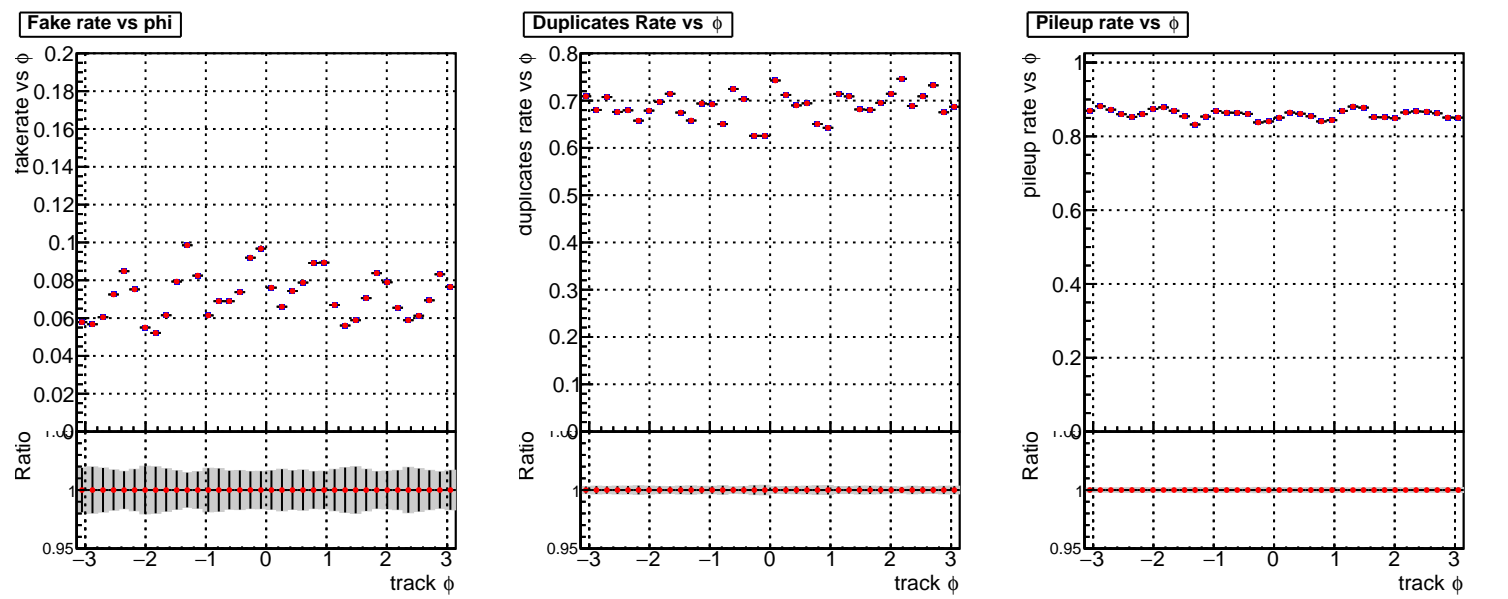 Fake rate vs phi
fakerate vs ϕ
0.2
0.18
0.16
0.14
0.12
0.1
0.08
0.06
0.04
0.02
0
Ratio
1
0.95
−3 −2 −1 0 1 2 3
track ϕ
Duplicates Rate vs ϕ
duplicates rate vs ϕ
0.8
0.7
0.6
0.5
0.4
0.3
0.2
0.1
0
Ratio
1
0.95
−3 −2 −1 0 1 2 3
track ϕ
Pileup rate vs ϕ
pileup rate vs ϕ
1
0.8
0.6
0.4
0.2
0
Ratio
1
0.95
−3 −2 −1 0 1 2 3
track ϕ